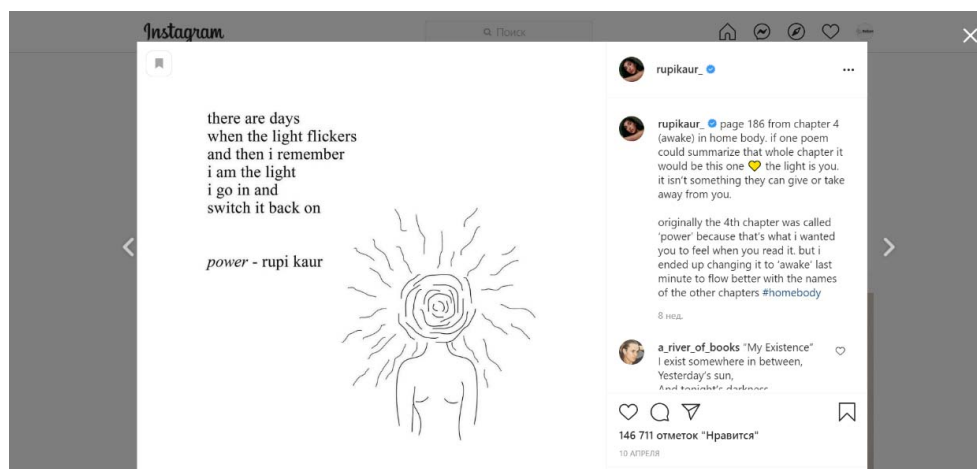 Instagram
Поиск
there are days
when the light flickers
and then i remember
i am the light
i go in and
switch it back on
power - rupi kaur
rupikaur_
rupikaur_ page 186 from chapter 4
(awake) in home body. if one poem
could summarize that whole chapter it
would be this one 💛 the light is you.
it isn't something they can give or take
away from you.
originally the 4th chapter was called
'power' because that's what i wanted
you to feel when you read it. but i
ended up changing it to 'awake' last
minute to flow better with the names
of the other chapters #homebody
8 нед.
a_river_of_books "My Existence"
I exist somewhere in between,
Yesterday's sun,
And tonight's darkness
146 711 отметок "Нравится"
10 АПРЕЛЯ